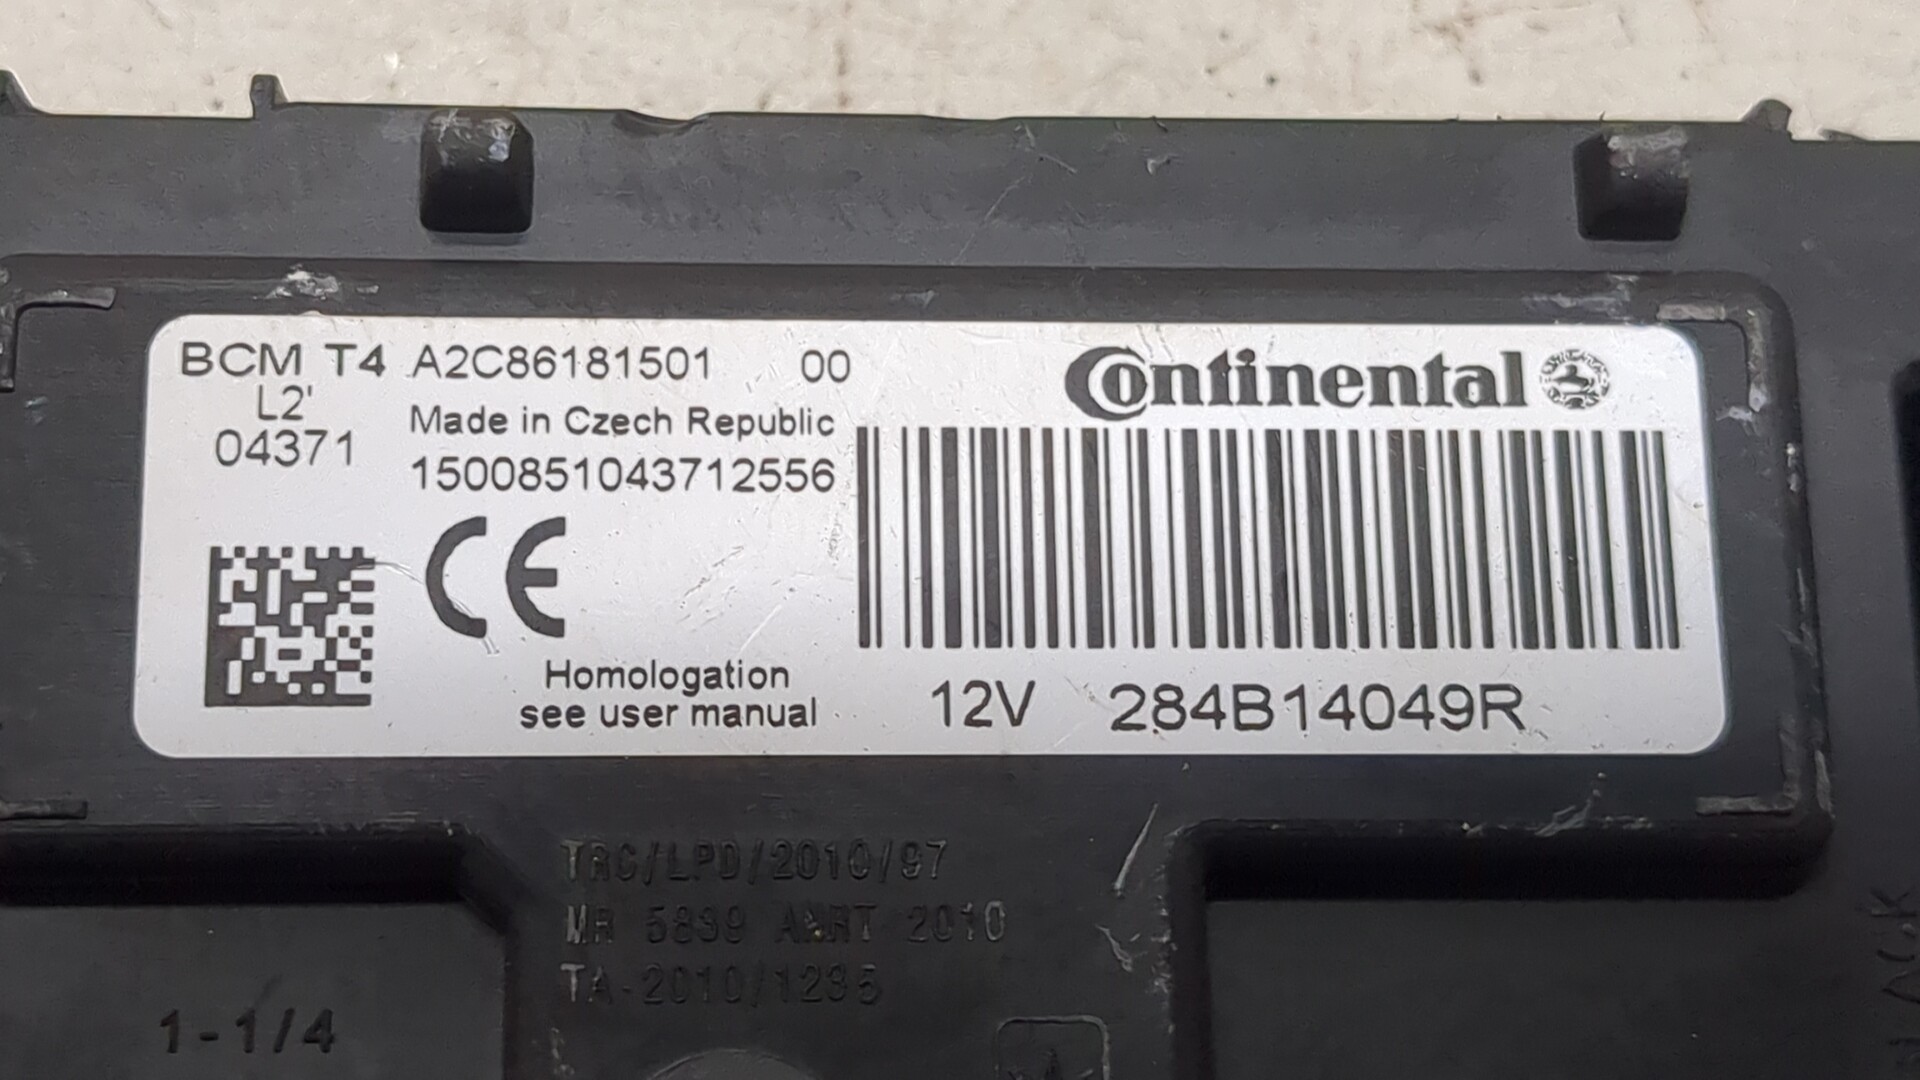 BCM T4 A2C86181501 00
L2'
04371
Made in Czech Republic
1500851043712556
CE
Homologation
see user manual
Continental
12V 284B14049R
TRC/LPD/2010/97
MR 5839 ANRT 2010
TA-2010/1235
1-1/4